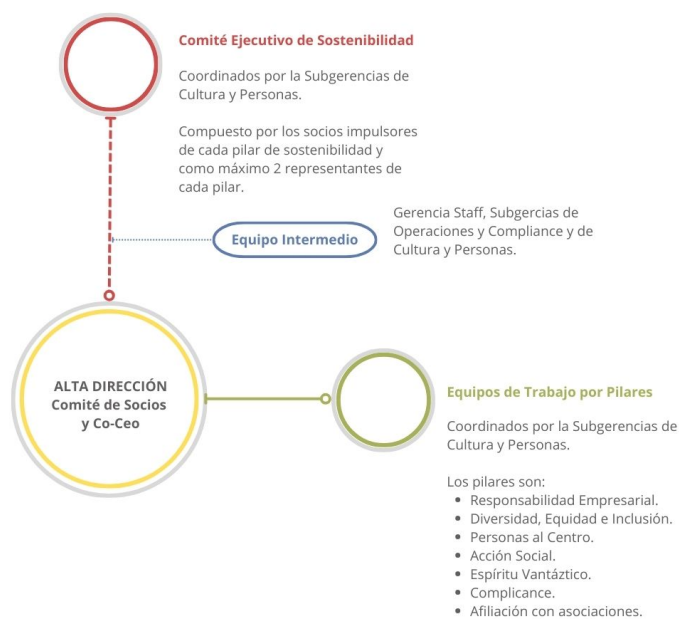 Comité Ejecutivo de Sostenibilidad
Coordinados por la Subgerencias de
Cultura y Personas.
Compuesto por los socios impulsores
de cada pilar de sostenibilidad y
como máximo 2 representantes de
cada pilar.
Equipo Intermedio
Gerencia Staff, Subgercias de
Operaciones y Compliance y de
Cultura y Personas.
ALTA DIRECCIÓN
Comité de Socios
y Co-Ceo
Equipos de Trabajo por Pilares
Coordinados por la Subgerencias de
Cultura y Personas.
Los pilares son:
• Responsabilidad Empresarial.
• Diversidad, Equidad e Inclusión.
• Personas al Centro.
• Acción Social.
• Espíritu Vantáztico.
• Complicance.
• Afiliación con asociaciones.